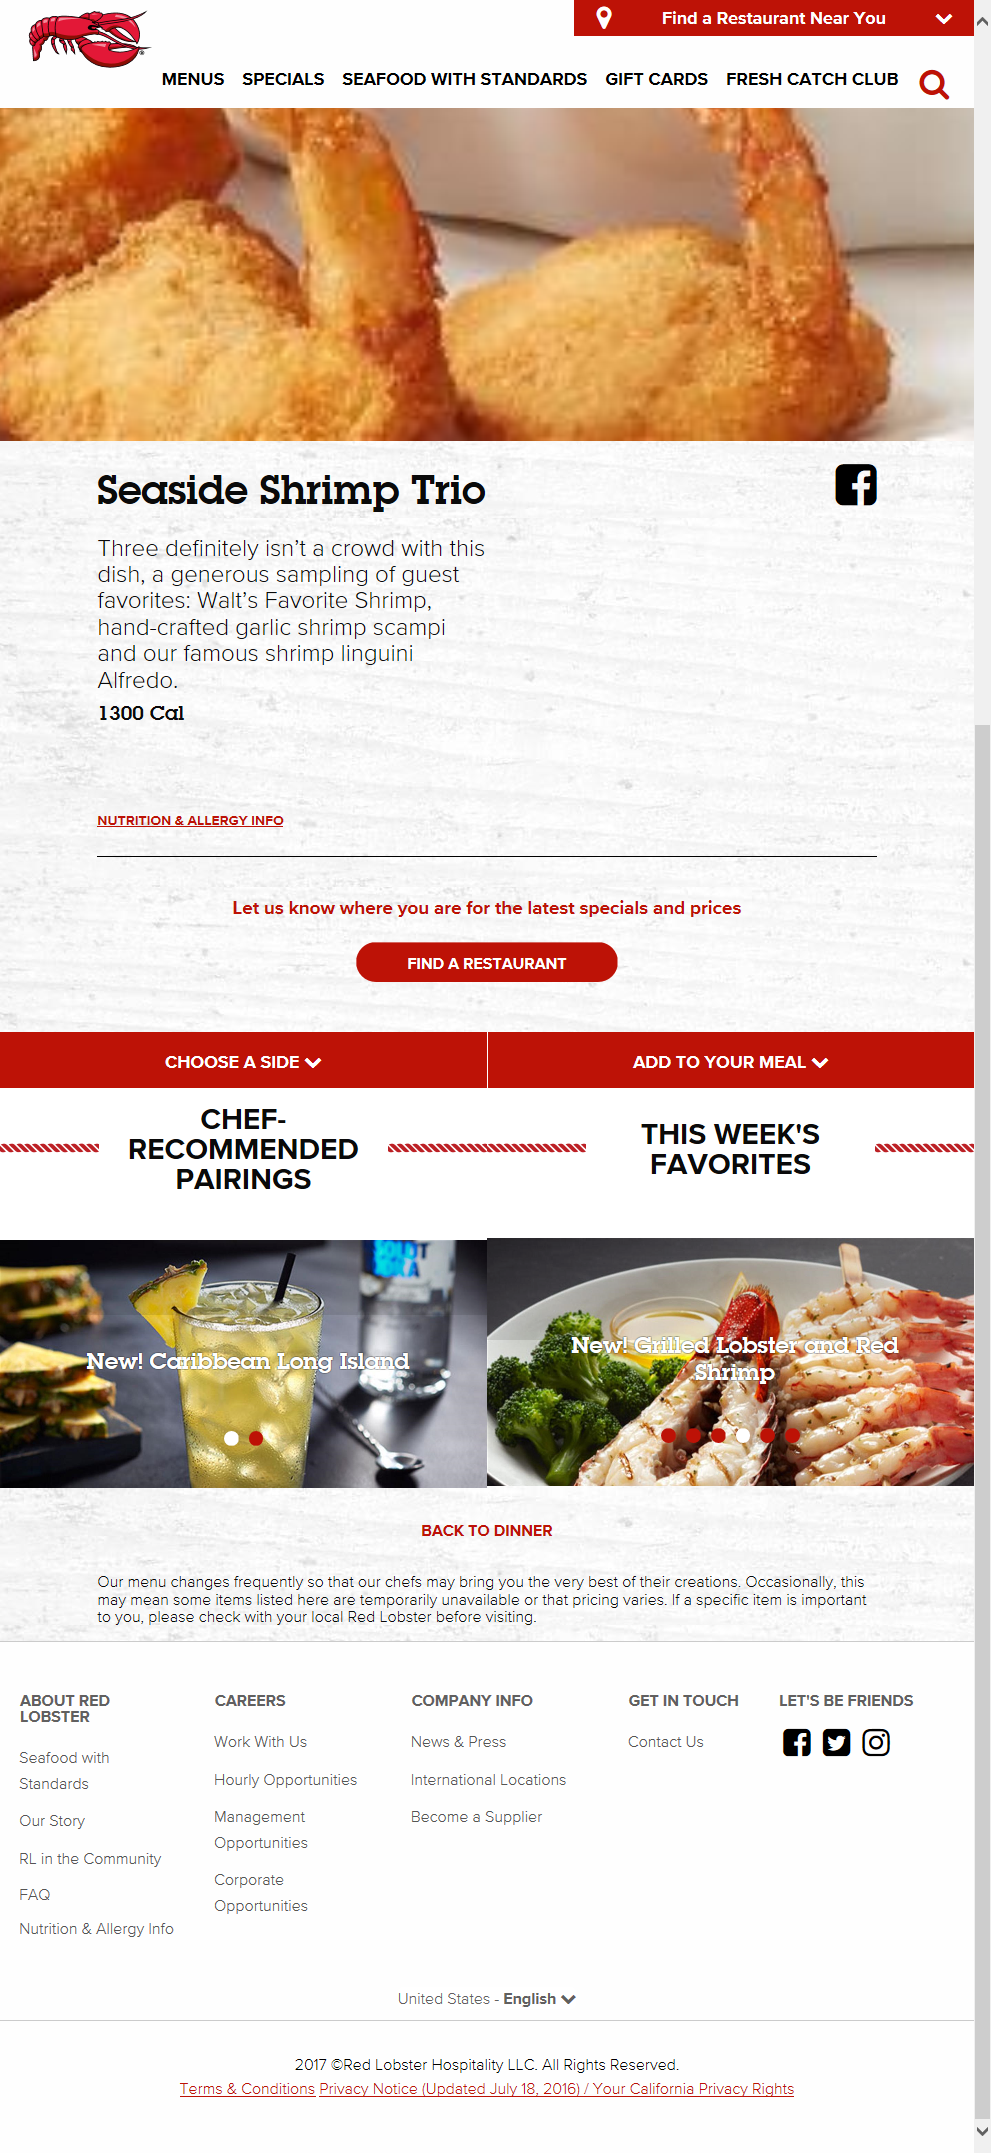 Find a Restaurant Near You
MENUS SPECIALS SEAFOOD WITH STANDARDS GIFT CARDS FRESH CATCH CLUB
Seaside Shrimp Trio
Three definitely isn't a crowd with this
dish, a generous sampling of guest
favorites: Walt's Favorite Shrimp,
hand-crafted garlic shrimp scampi
and our famous shrimp linguini
Alfredo.
1300 Cal
NUTRITION & ALLERGY INFO
Let us know where you are for the latest specials and prices
FIND A RESTAURANT
CHOOSE A SIDE
ADD TO YOUR MEAL
CHEF-
RECOMMENDED
PAIRINGS
THIS WEEK'S
FAVORITES
New! Caribbean Long Island
New! Grilled Lobster and Red
Shrimp
BACK TO DINNER
Our menu changes frequently so that our chefs may bring you the very best of their creations. Occasionally, this
may mean some items listed here are temporarily unavailable or that pricing varies. If a specific item is important
to you, please check with your local Red Lobster before visiting.
ABOUT RED
LOBSTER
Seafood with
Standards
Our Story
RL in the Community
FAQ
Nutrition & Allergy Info
CAREERS
Work With Us
Hourly Opportunities
Management
Opportunities
Corporate
Opportunities
COMPANY INFO
News & Press
International Locations
Become a Supplier
GET IN TOUCH
Contact Us
LET'S BE FRIENDS
United States - English
2017 ©Red Lobster Hospitality LLC. All Rights Reserved.
Terms & Conditions Privacy Notice (Updated July 18, 2016) / Your California Privacy Rights